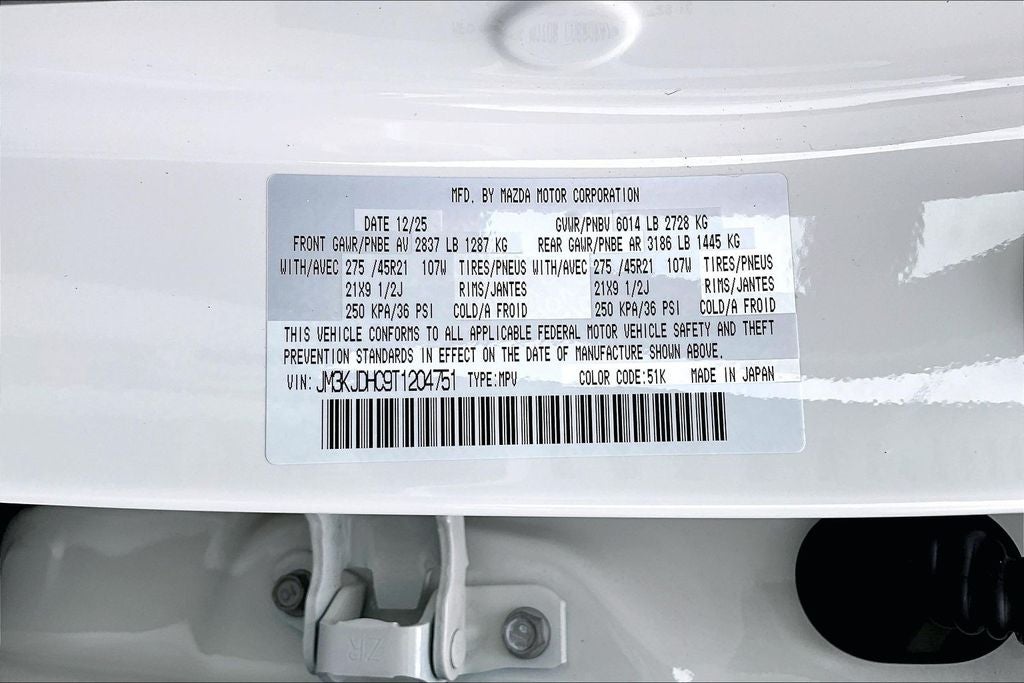 MFD. BY MAZDA MOTOR CORPORATION
DATE 12/25 GVWR/PNBV 6014 LB 2728 KG
FRONT GAWR/PNBE AV 2837 LB 1287 KG REAR GAWR/PNBE AR 3186 LB 1445 KG
WITH/AVEC 275 /45R21 107W TIRES/PNEUS WITH/AVEC 275 /45R21 107W TIRES/PNEUS
21X9 1/2J RIMS/JANTES 21X9 1/2J RIMS/JANTES
250 KPA/36 PSI COLD/A FROID 250 KPA/36 PSI COLD/A FROID
THIS VEHICLE CONFORMS TO ALL APPLICABLE FEDERAL MOTOR VEHICLE SAFETY AND THEFT
PREVENTION STANDARDS IN EFFECT ON THE DATE OF MANUFACTURE SHOWN ABOVE.
VIN: JM3KJDHC9T1204751 TYPE:MPV COLOR CODE:51K MADE IN JAPAN
ZR